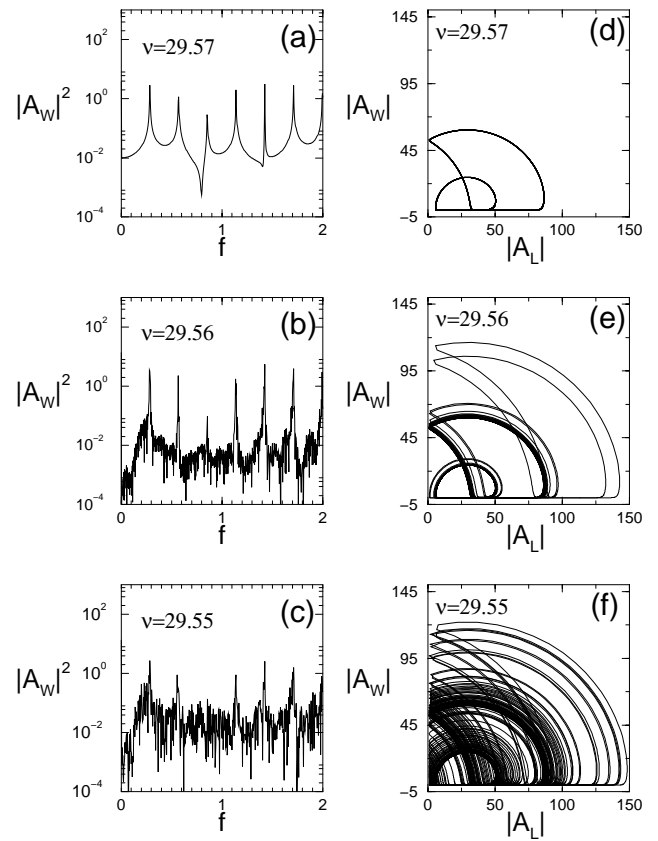 (a)
ν=29.57
|A_W|^2
10^2
10^0
10^−2
10^−4
0 1 2
f
(d)
ν=29.57
|A_W|
145
95
45
−5
0 50 100 150
|A_L|
(b)
ν=29.56
|A_W|^2
10^2
10^0
10^−2
10^−4
0 1 2
f
(e)
ν=29.56
|A_W|
145
95
45
−5
0 50 100 150
|A_L|
(c)
ν=29.55
|A_W|^2
10^2
10^0
10^−2
10^−4
0 1 2
f
(f)
ν=29.55
|A_W|
145
95
45
−5
0 50 100 150
|A_L|